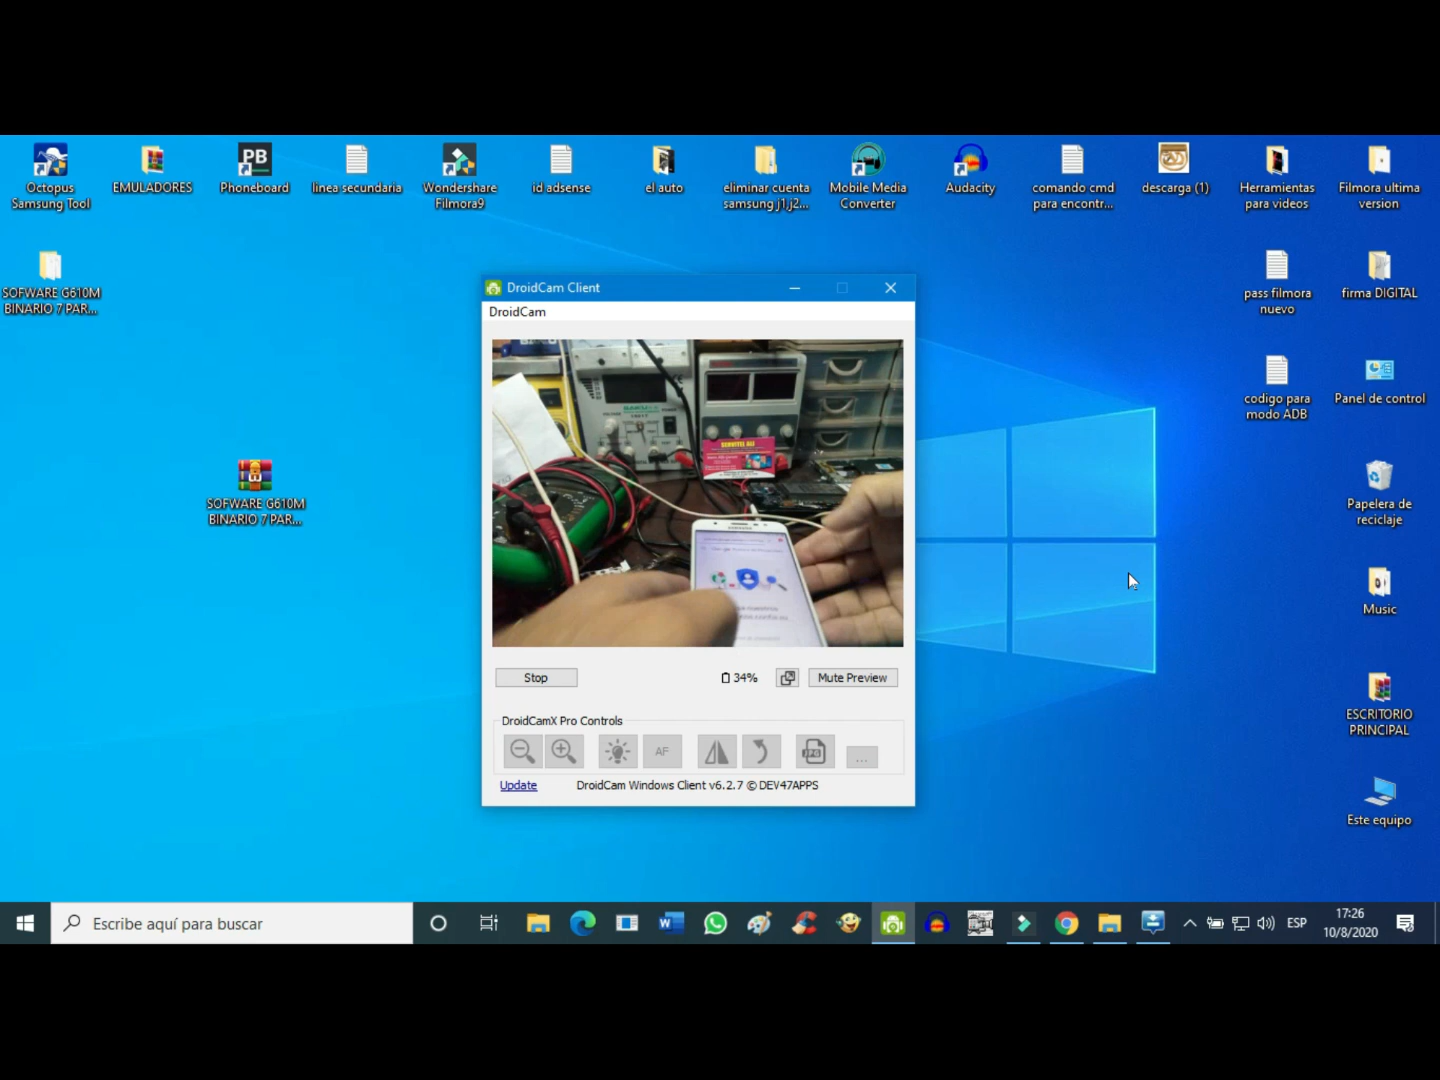 Octopus
Samsung Tool
EMULADORES
PB
Phoneboard
linea secundaria
Wondershare
Filmora9
id adsense
el auto
eliminar cuenta
samsung j1,j2...
Mobile Media
Converter
Audacity
comando cmd
para encontr...
descarga (1)
Herramientas
para videos
Filmora ultima
version
SOFWARE G610M
BINARIO 7 PAR...
pass filmora
nuevo
firma DIGITAL
codigo para
modo ADB
Panel de control
SOFWARE G610M
BINARIO 7 PAR...
Papelera de
reciclaje
Music
ESCRITORIO
PRINCIPAL
Este equipo
DroidCam Client
DroidCam
SERVITEL ALI
Stop
34%
Mute Preview
DroidCamX Pro Controls
AF
JPG
...
Update
DroidCam Windows Client v6.2.7 © DEV47APPS
Escribe aquí para buscar
ESP
17:26
10/8/2020